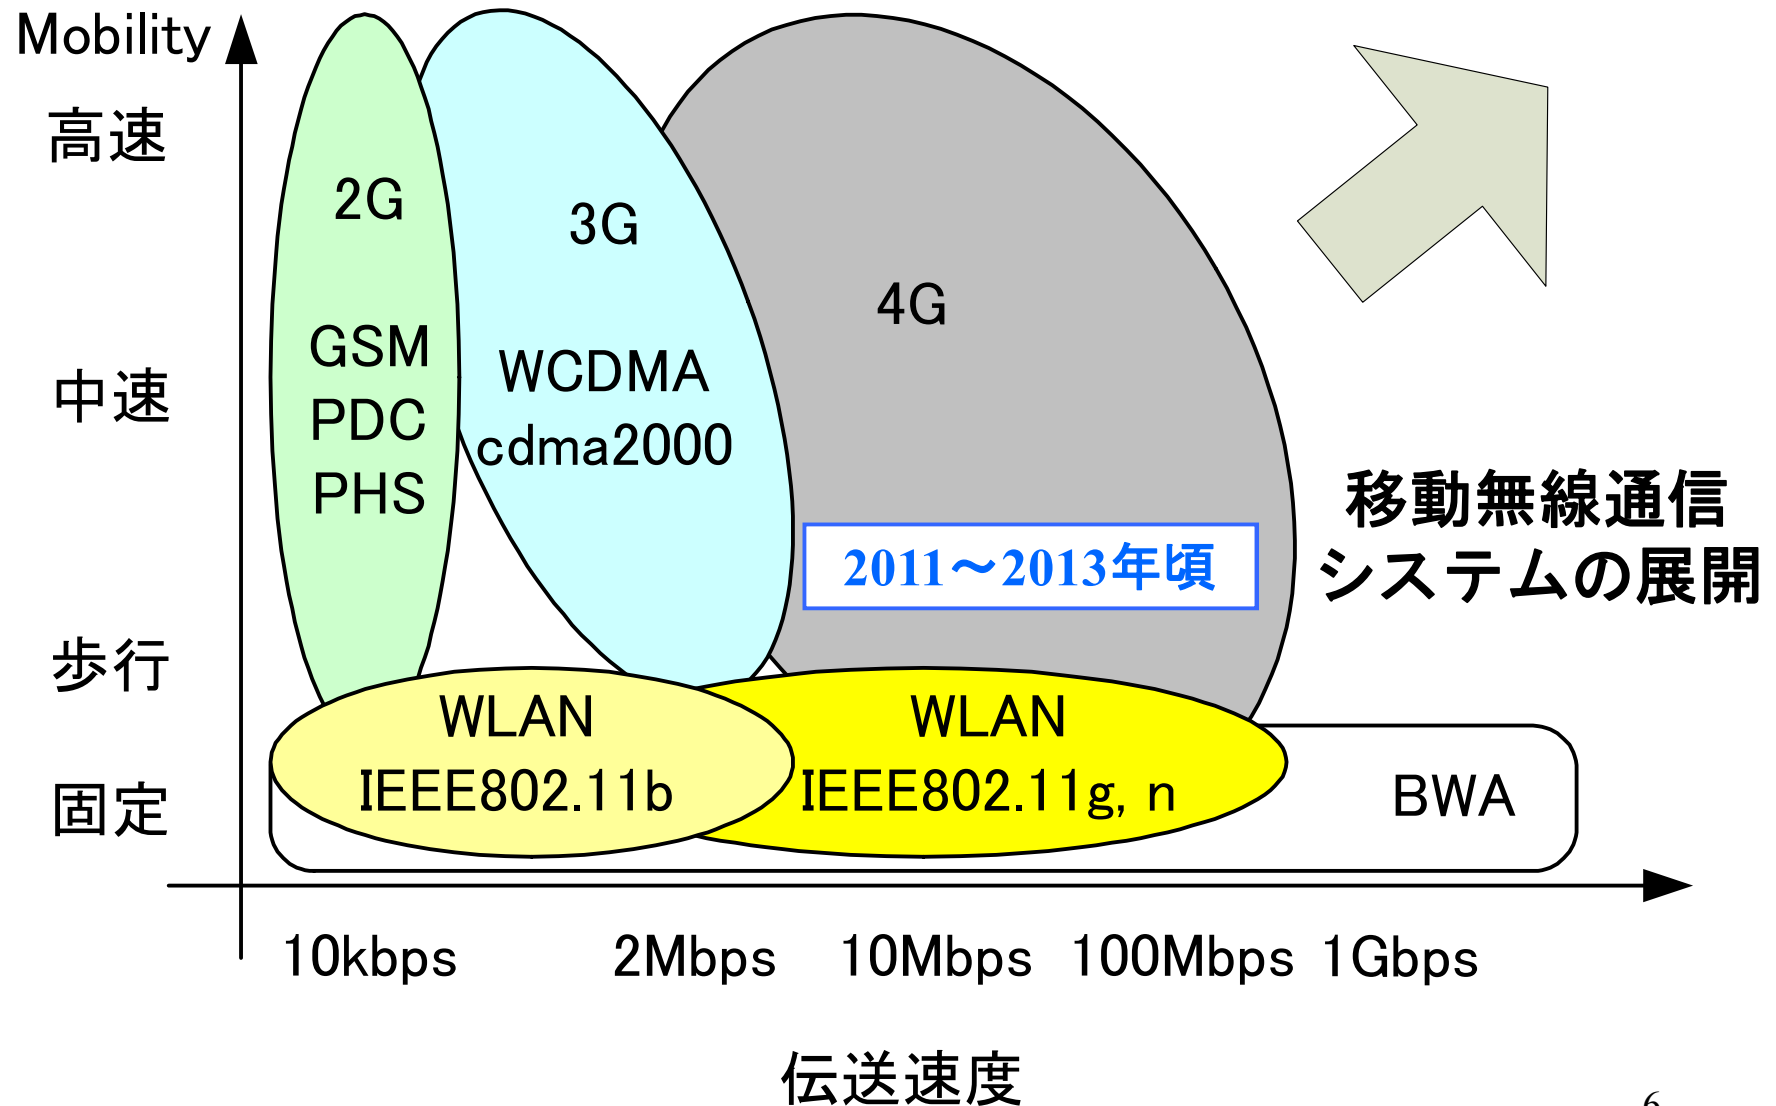 Mobility
高速
中速
歩行
固定
2G
GSM
PDC
PHS
3G
WCDMA
cdma2000
4G
2011～2013年頃
移動無線通信
システムの展開
WLAN
IEEE802.11b
WLAN
IEEE802.11g, n
BWA
10kbps
2Mbps
10Mbps
100Mbps
1Gbps
伝送速度
6